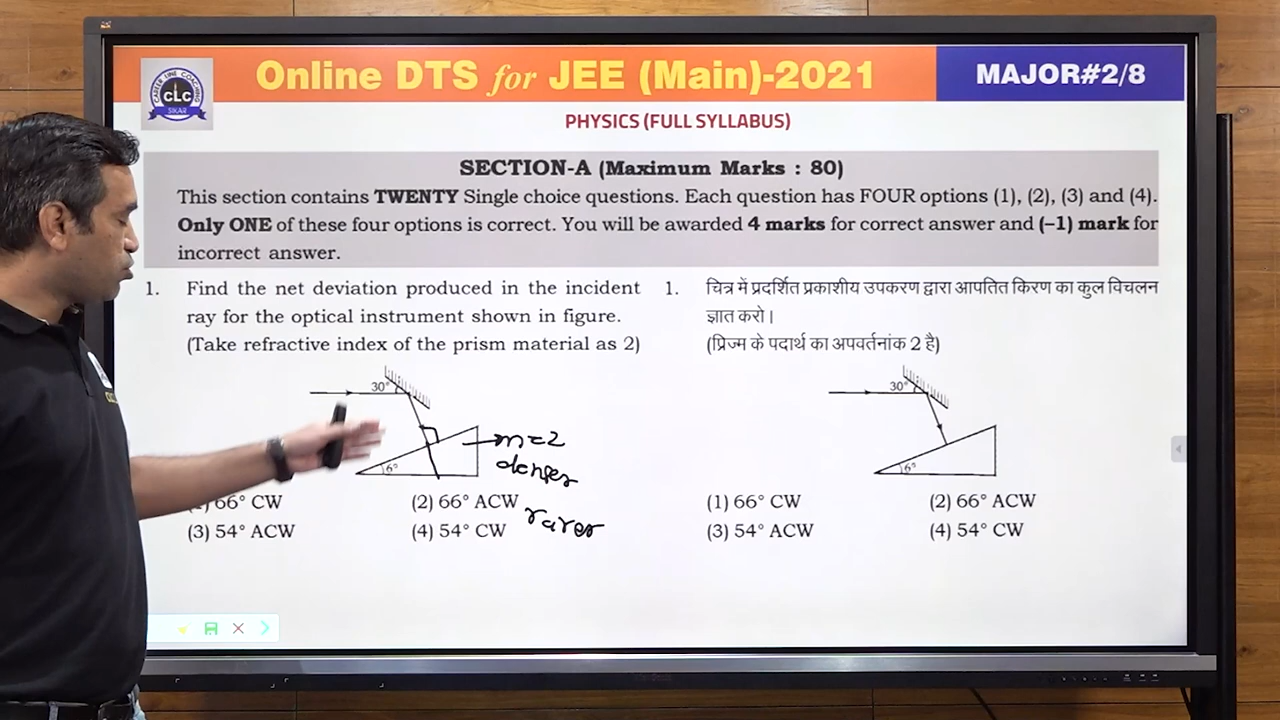 Online DTS for JEE (Main)-2021
MAJOR#2/8
CAREER LINE COACHING
CLC
SIKAR
PHYSICS (FULL SYLLABUS)
SECTION-A (Maximum Marks : 80)
This section contains TWENTY Single choice questions. Each question has FOUR options (1), (2), (3) and (4).
Only ONE of these four options is correct. You will be awarded 4 marks for correct answer and (–1) mark for
incorrect answer.
1. Find the net deviation produced in the incident
ray for the optical instrument shown in figure.
(Take refractive index of the prism material as 2)
30°
6°
m=2
denser
rarer
66° CW
(2) 66° ACW
(3) 54° ACW
(4) 54° CW
1. चित्र में प्रदर्शित प्रकाशीय उपकरण द्वारा आपतित किरण का कुल विचलन
ज्ञात करो।
(प्रिज्म के पदार्थ का अपवर्तनांक 2 है)
30°
6°
(1) 66° CW
(2) 66° ACW
(3) 54° ACW
(4) 54° CW